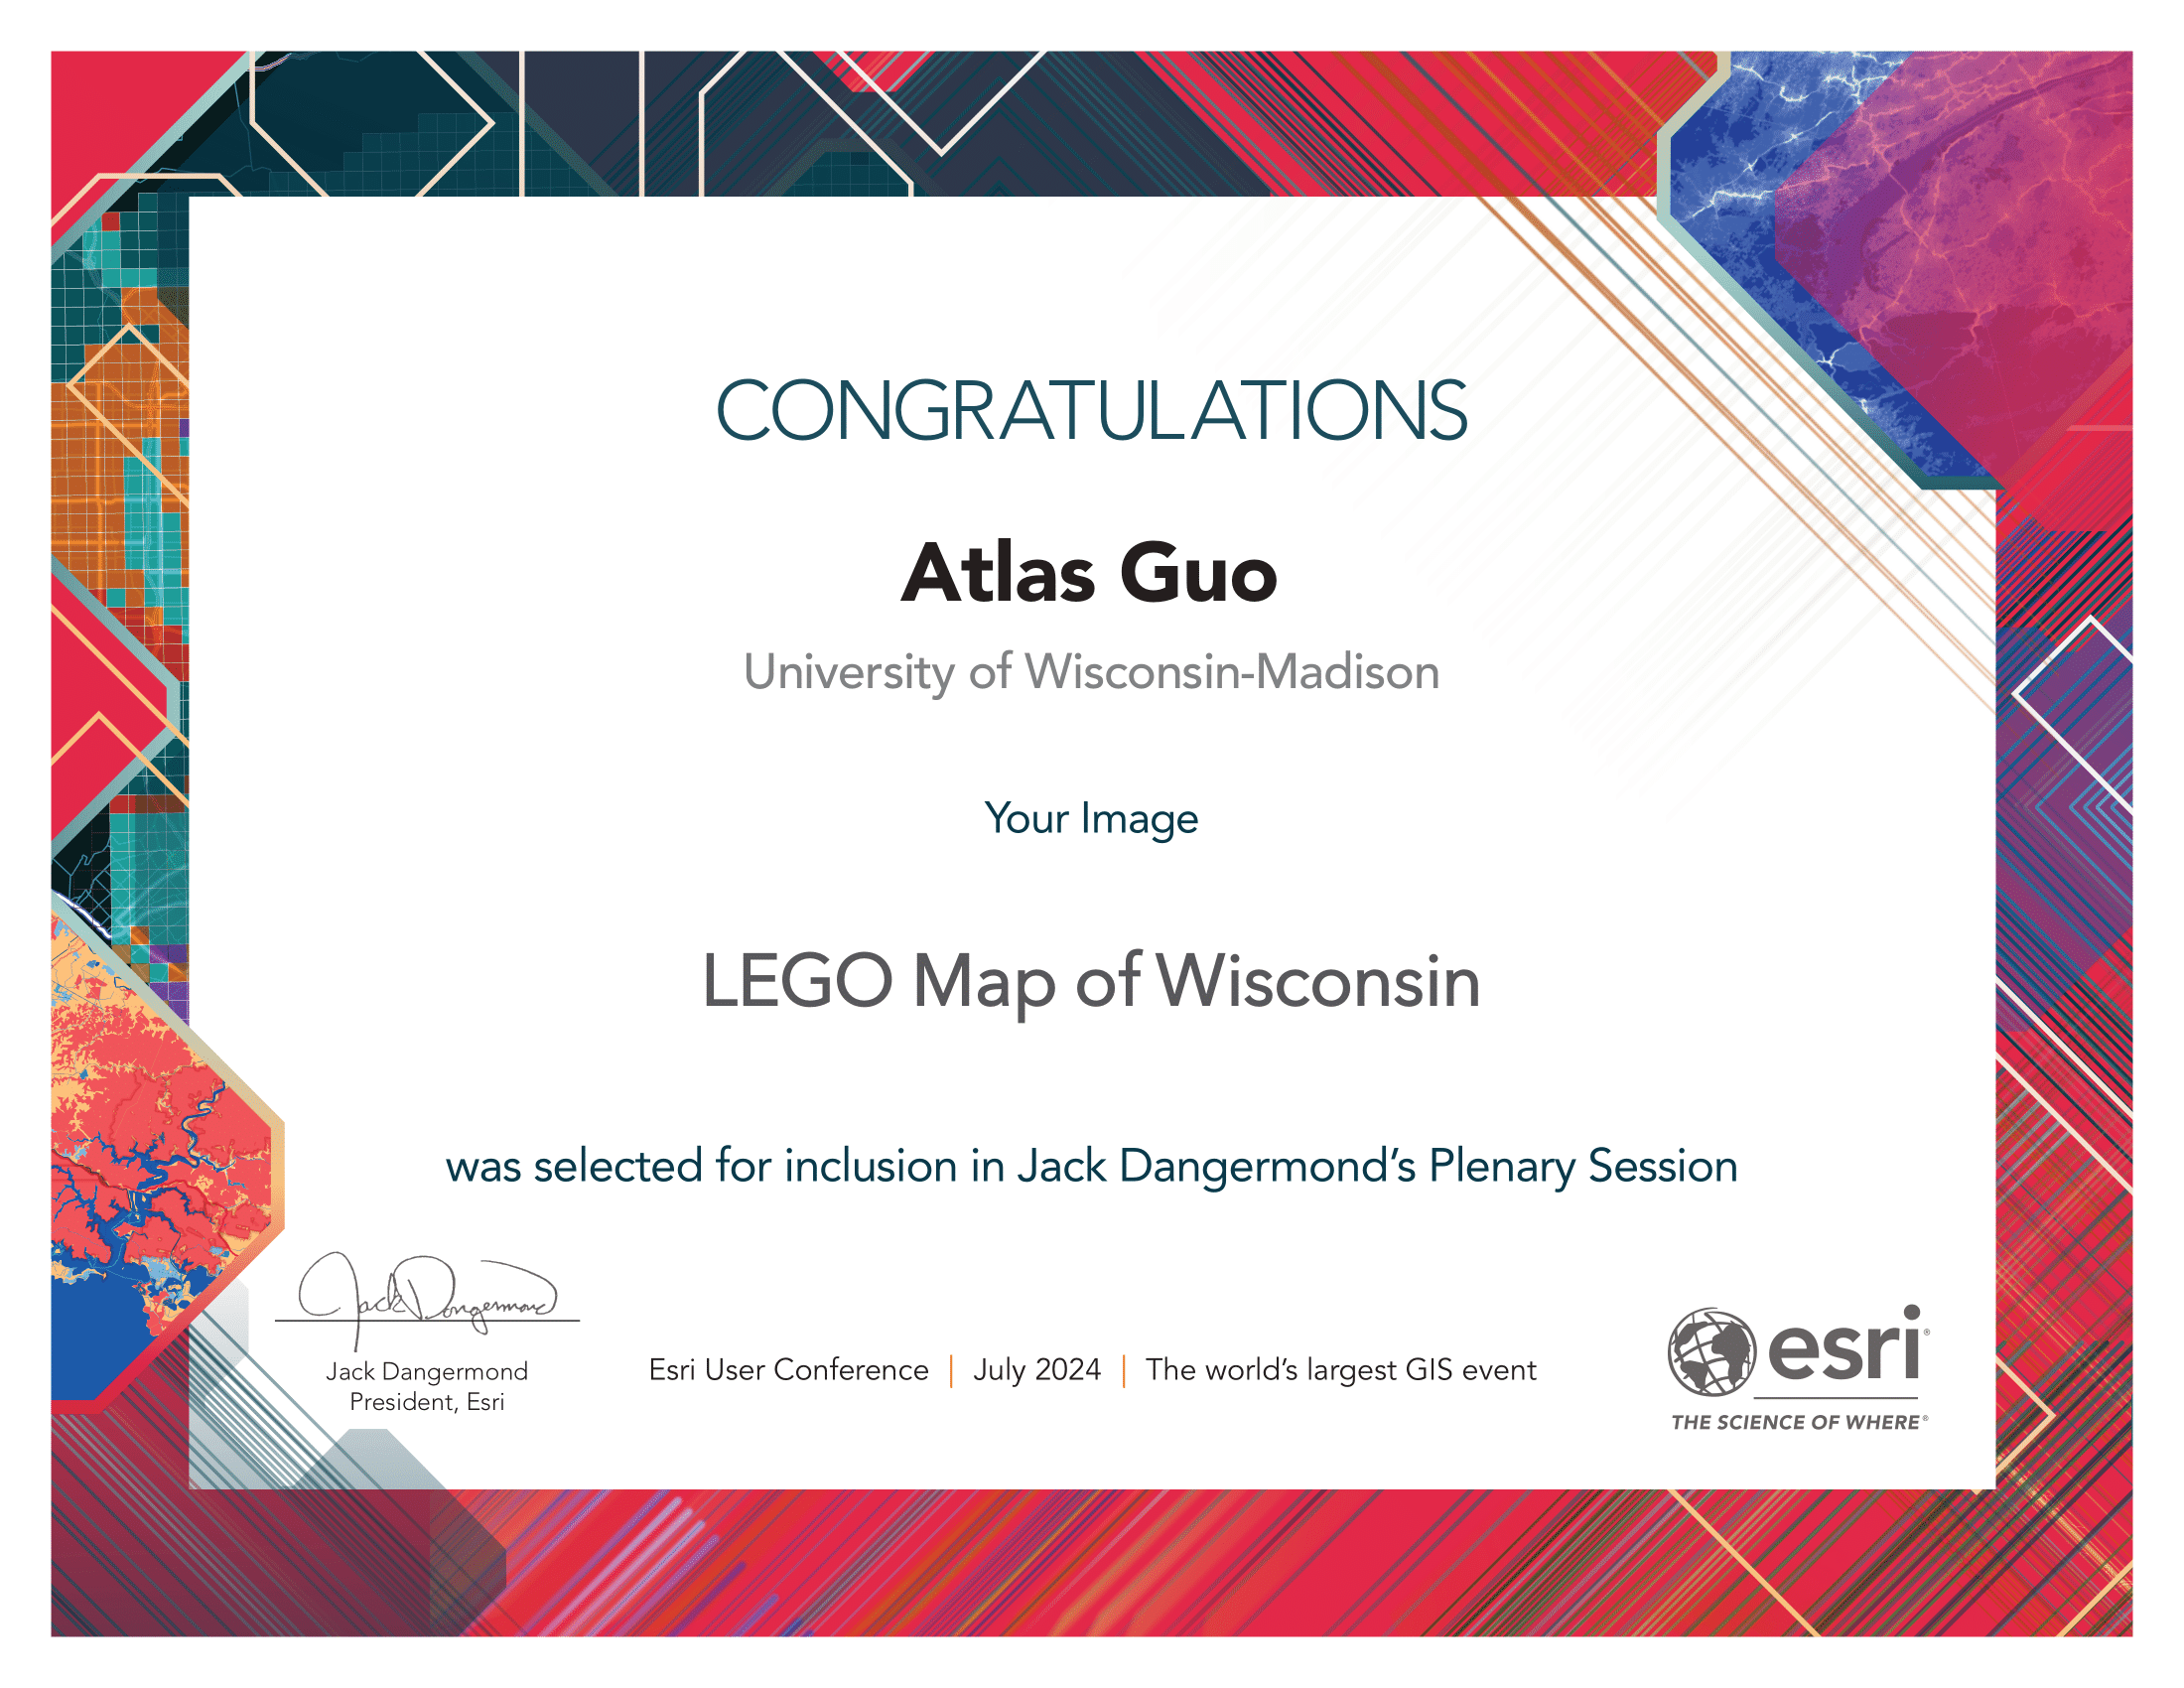 CONGRATULATIONS
Atlas Guo
University of Wisconsin-Madison
Your Image
LEGO Map of Wisconsin
was selected for inclusion in Jack Dangermond’s Plenary Session
Jack Dangermond
Jack Dangermond
President, Esri
Esri User Conference | July 2024 | The world’s largest GIS event
esri®
THE SCIENCE OF WHERE®